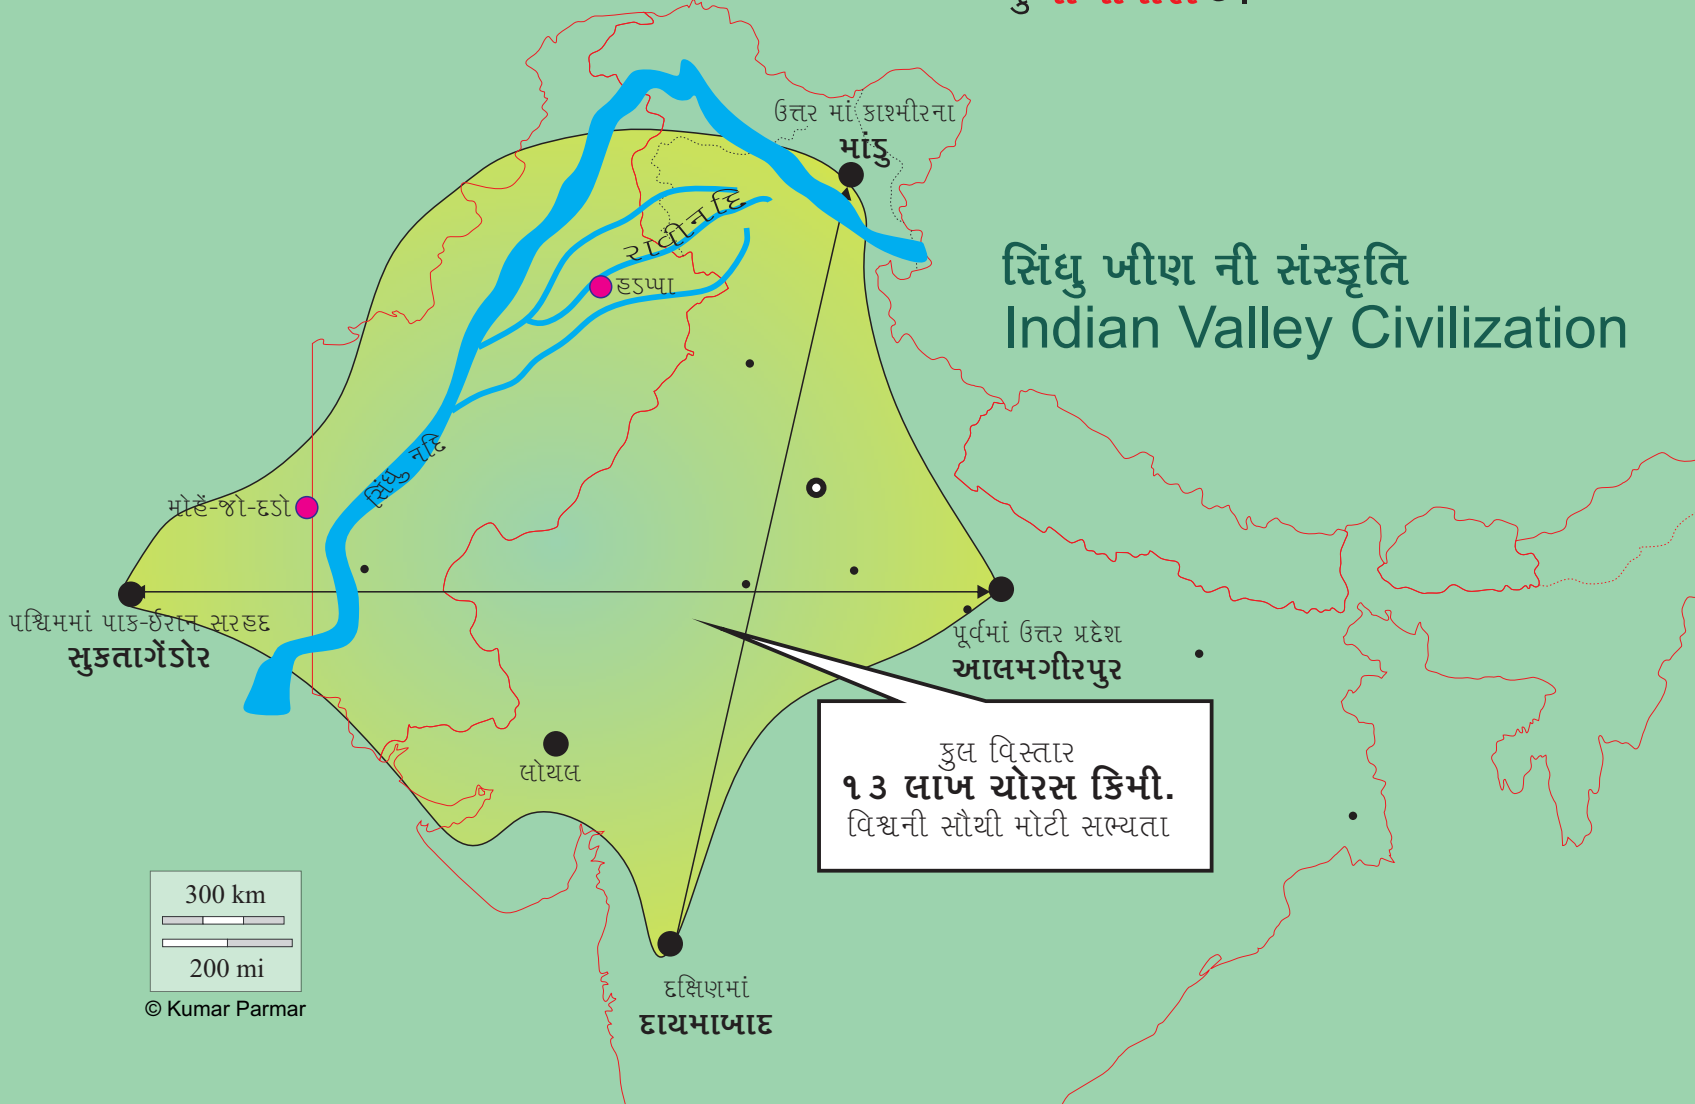 ઉત્તર માં કાશ્મીરના
માંડુ
રાવી નદિ
હડપ્પા
સિંધુ ખીણ ની સંસ્કૃતિ
Indian Valley Civilization
સિંધુ નદિ
મોહેં-જો-દડો
પશ્ચિમમાં પાક-ઈરાન સરહદ
સુકતાગેંડોર
પૂર્વમાં ઉત્તર પ્રદેશ
આલમગીરપુર
કુલ વિસ્તાર
૧૩ લાખ ચોરસ કિમી.
વિશ્વની સૌથી મોટી સભ્યતા
લોથલ
300 km
200 mi
© Kumar Parmar
દક્ષિણમાં
દાયમાબાદ